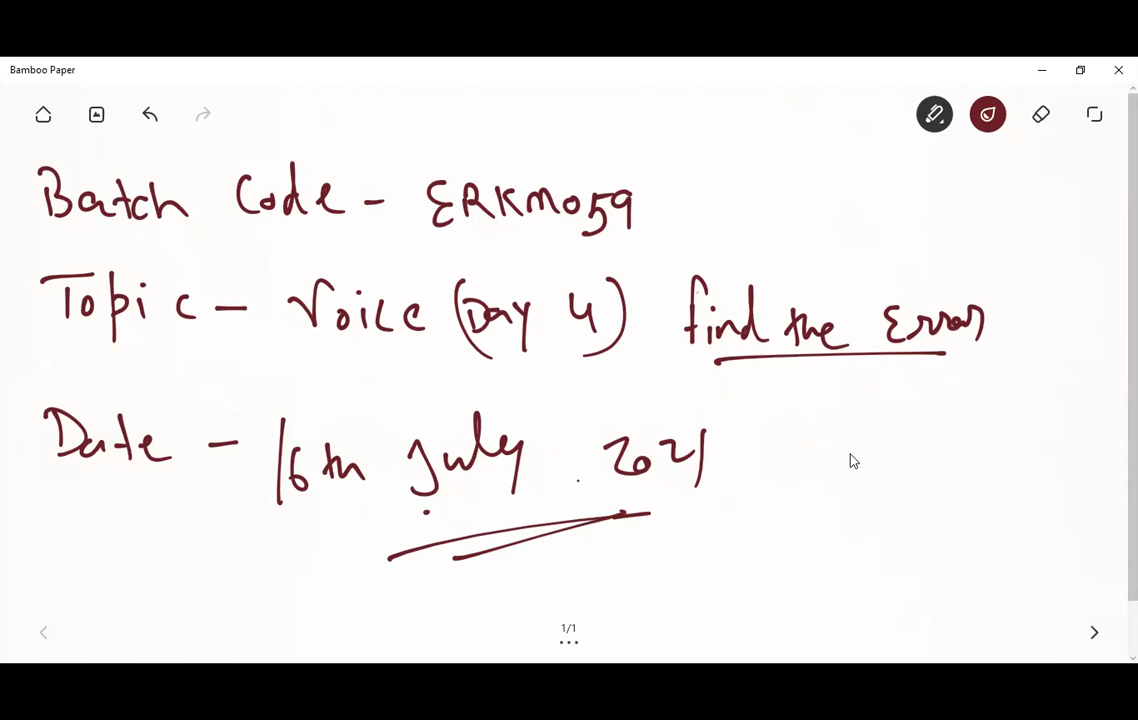 Bamboo Paper
Batch Code - ERKM059
Topic - Voice (Day 4) find the Error
Date - 16th July. 2021
1/1